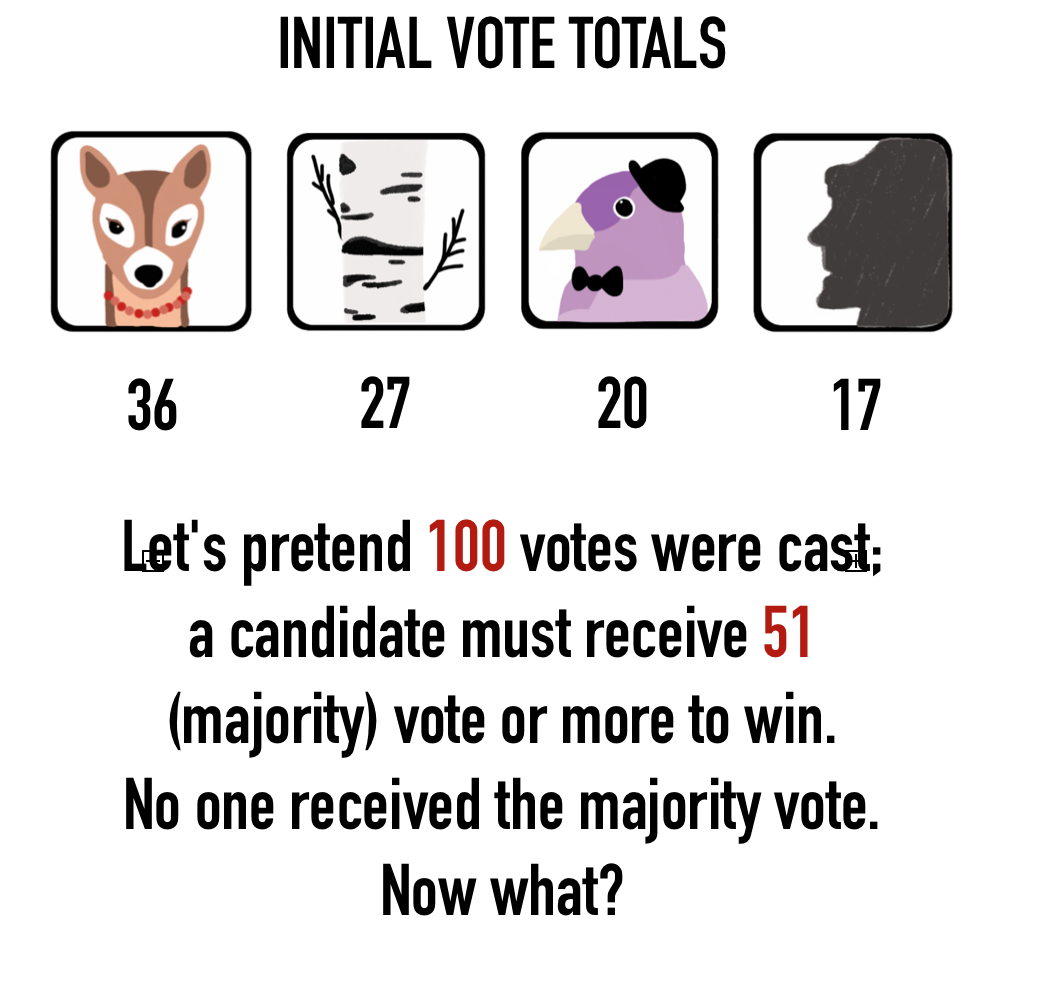 INITIAL VOTE TOTALS
36 27 20 17
Let's pretend 100 votes were cast;
a candidate must receive 51
(majority) vote or more to win.
No one received the majority vote.
Now what?